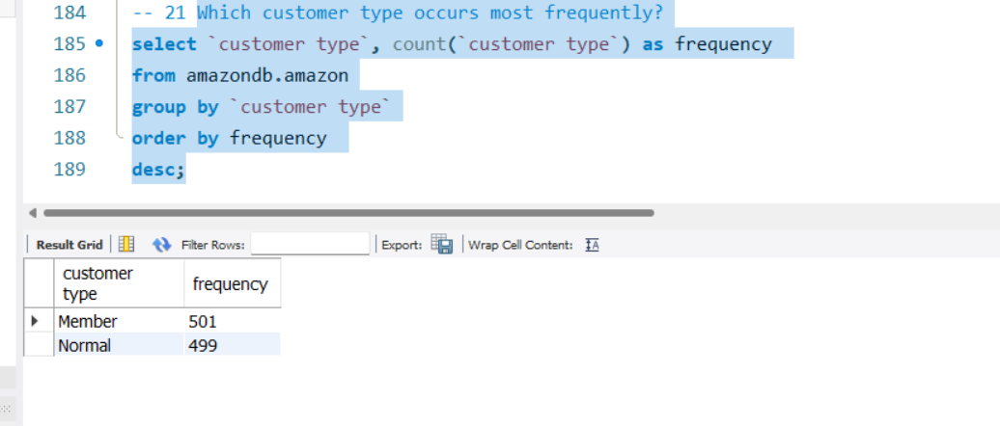 184 -- 21 Which customer type occurs most frequently?
185 select `customer type`, count(`customer type`) as frequency
186 from amazondb.amazon
187 group by `customer type`
188 order by frequency
189 desc;
Result Grid Filter Rows: Export: Wrap Cell Content: IA
customer
type frequency
Member 501
Normal 499